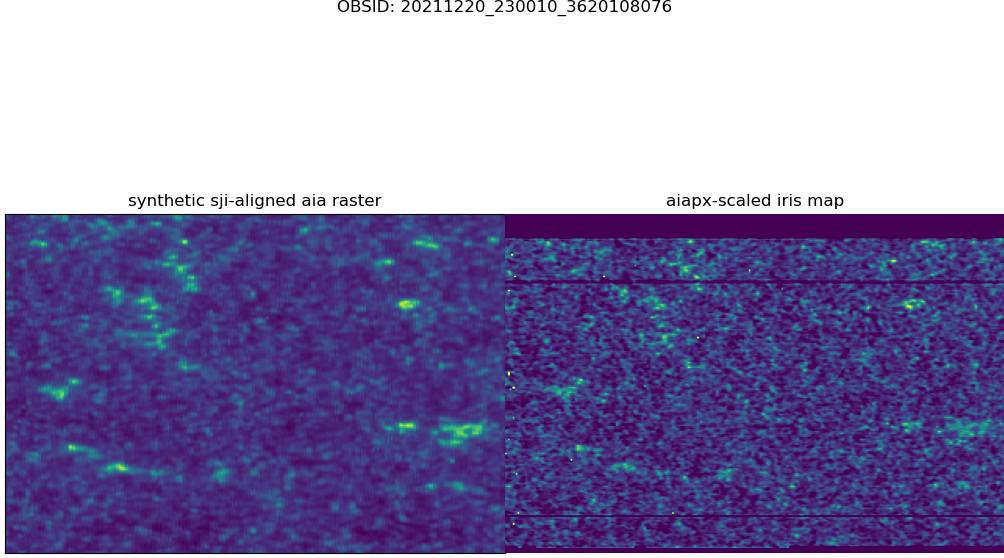 OBSID: 20211220_230010_3620108076
synthetic sji-aligned aia raster
aiapx-scaled iris map